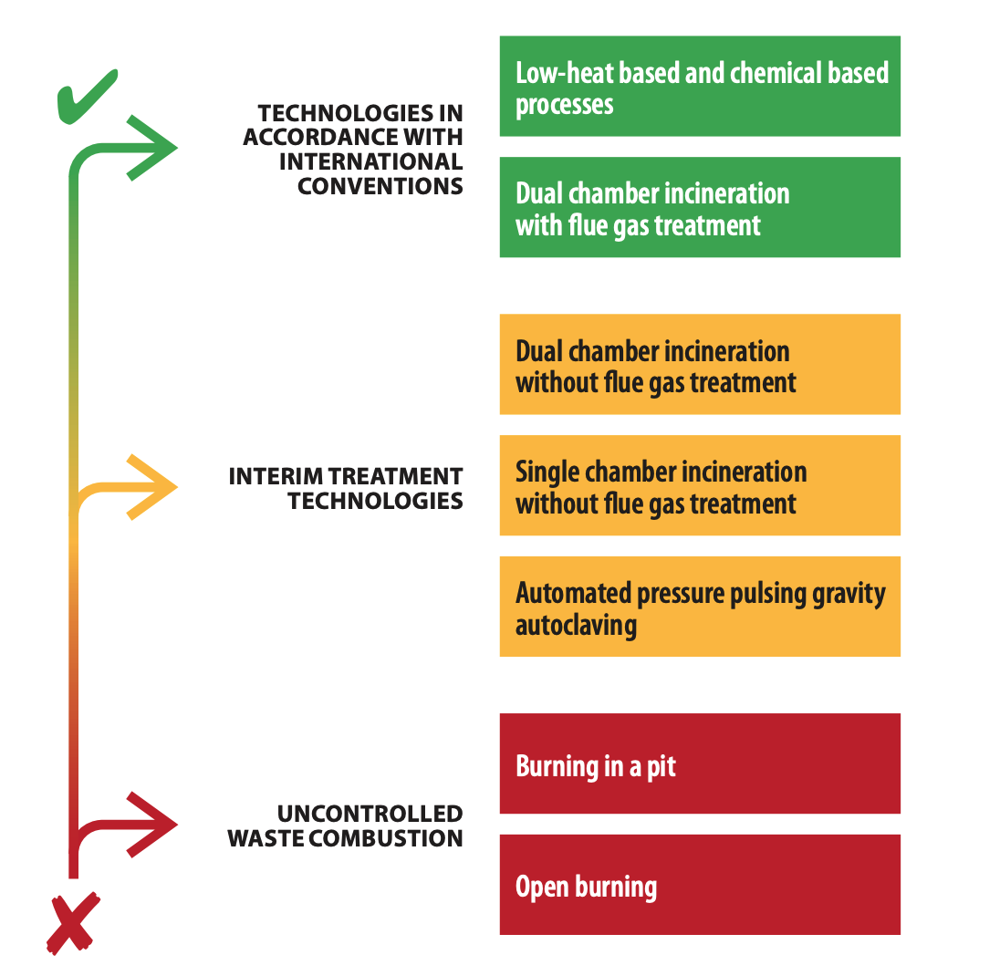 TECHNOLOGIES IN
ACCORDANCE WITH
INTERNATIONAL
CONVENTIONS
Low-heat based and chemical based
processes
Dual chamber incineration
with flue gas treatment
INTERIM TREATMENT
TECHNOLOGIES
Dual chamber incineration
without flue gas treatment
Single chamber incineration
without flue gas treatment
Automated pressure pulsing gravity
autoclaving
UNCONTROLLED
WASTE COMBUSTION
Burning in a pit
Open burning